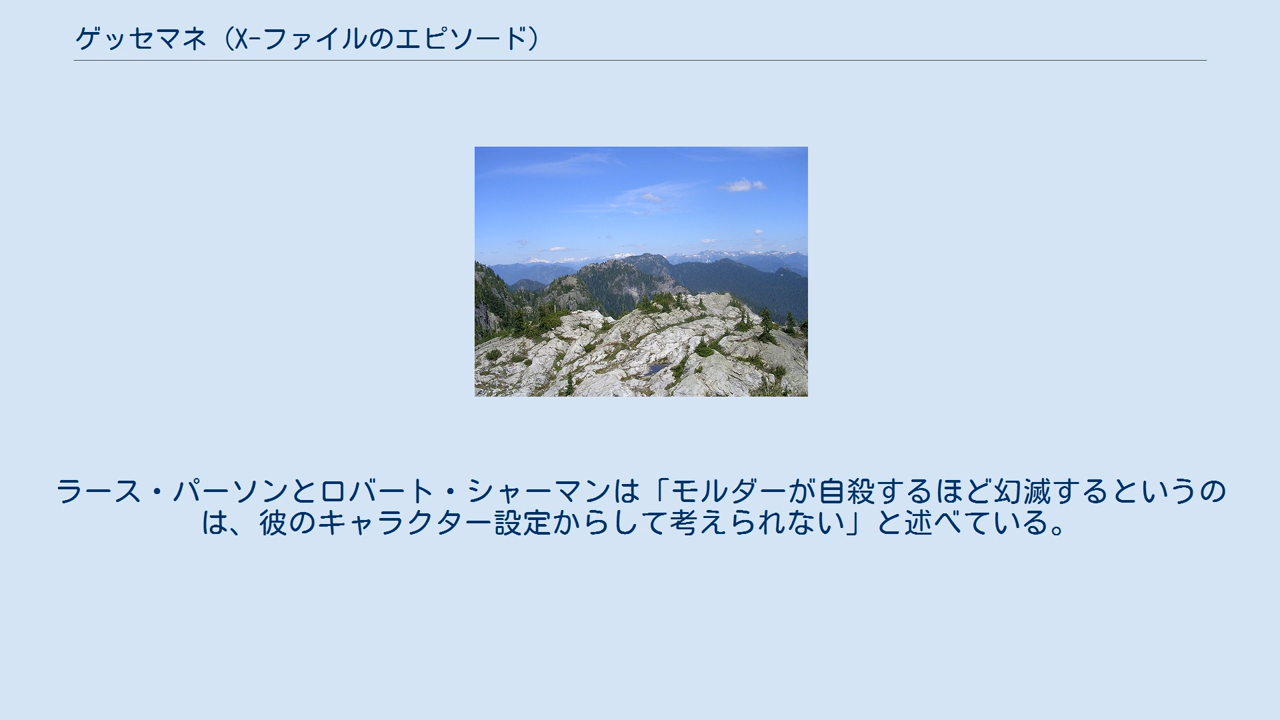 ゲッセマネ（X-ファイルのエピソード）
ラース・パーソンとロバート・シャーマンは「モルダーが自殺するほど幻滅するというの
は、彼のキャラクター設定からして考えられない」と述べている。